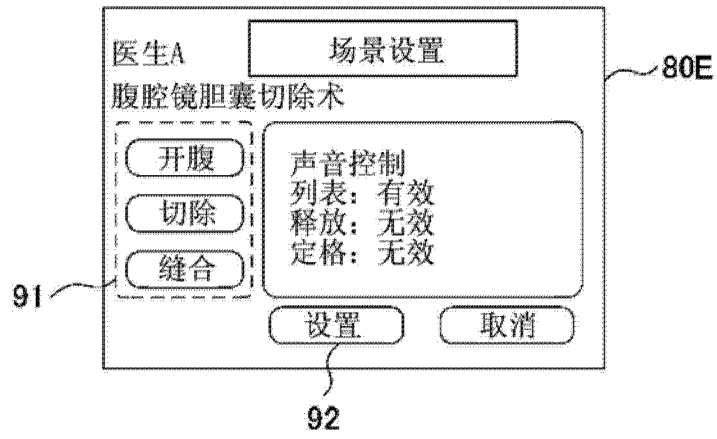 医生A
场景设置
80E
腹腔镜胆囊切除术
开腹
切除
缝合
声音控制
列表：有效
释放：无效
定格：无效
91
设置
取消
92